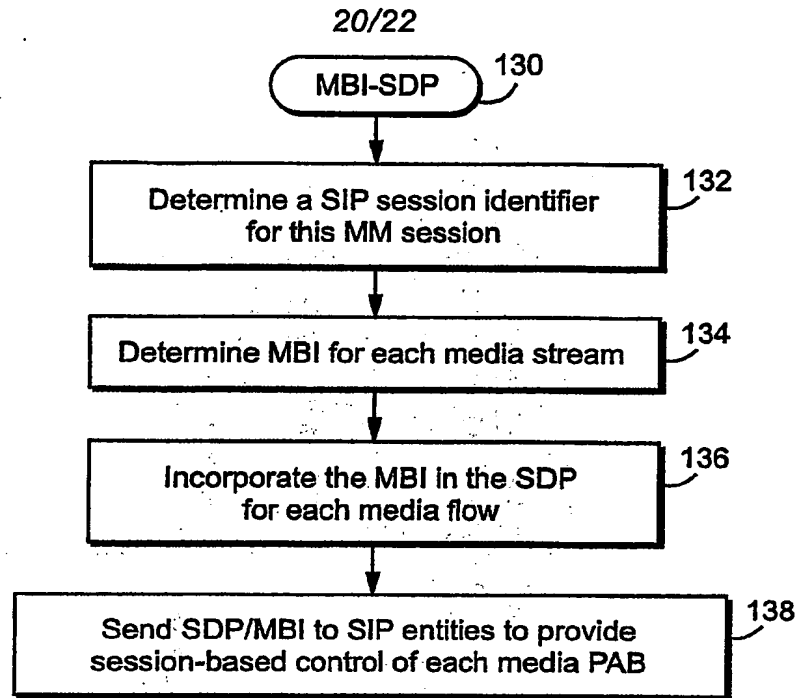 20/22
MBI-SDP
130
Determine a SIP session identifier
for this MM session
132
Determine MBI for each media stream
134
Incorporate the MBI in the SDP
for each media flow
136
Send SDP/MBI to SIP entities to provide
session-based control of each media PAB
138